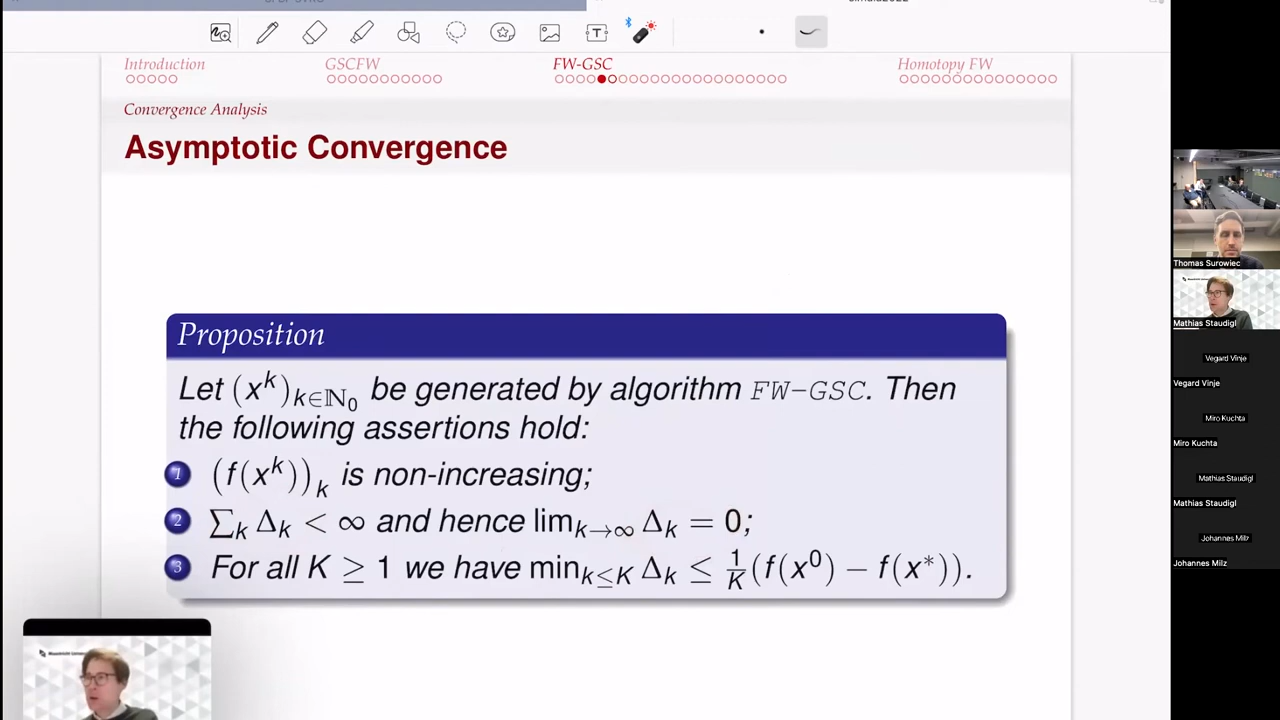 Introduction
GSCFW
FW-GSC
Homotopy FW
Convergence Analysis
Asymptotic Convergence
Proposition
Let (x^k)_{k∈ℕ_0} be generated by algorithm FW-GSC. Then
the following assertions hold:
1 (f(x^k))_k is non-increasing;
2 ∑_k Δ_k < ∞ and hence lim_{k→∞} Δ_k = 0;
3 For all K ≥ 1 we have min_{k≤K} Δ_k ≤ 1/K (f(x^0) − f(x^*)).
Thomas Surowiec
Mathias Staudigl
Vegard Vinje
Vegard Vinje
Miro Kuchta
Miro Kuchta
Mathias Staudigl
Mathias Staudigl
Johannes Milz
Johannes Milz